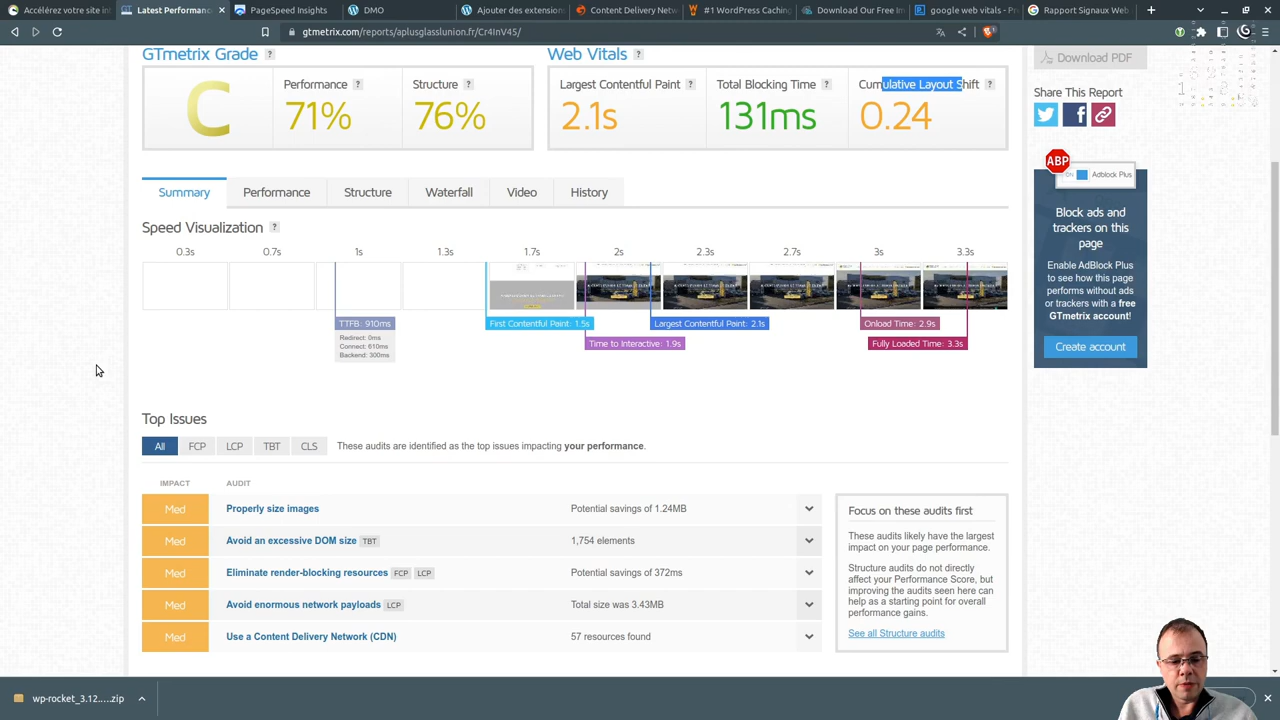 Accélérez votre metrix in
Latest Performanc
PageSpeed Insights
DMO
Ajouter des extension
Content Delivery Netw
#1 WordPress Caching
Download Our Free Im
google web vitals - Pr
Rapport Signaux Web
gtmetrix.com/reports/aplusglasslunion.fr/Cr4InV45/
GTmetrix Grade ?
Web Vitals ?
Download PDF
C
Performance ?
71%
Structure ?
76%
Largest Contentful Paint ?
2.1s
Total Blocking Time ?
131ms
Cumulative Layout Shift ?
0.24
Share This Report
Summary
Performance
Structure
Waterfall
Video
History
ABP
Adblock Plus
Block ads and
trackers on this
page
Enable AdBlock Plus
to see how this page
performs without ads
or trackers with a free
GTmetrix account!
Create account
Speed Visualization ?
0.3s
0.7s
1s
1.3s
1.7s
2s
2.3s
2.7s
3s
3.3s
TTFB: 910ms
Redirect: 0ms
Connect: 610ms
Backend: 300ms
First Contentful Paint: 1.5s
Largest Contentful Paint: 2.1s
Onload Time: 2.9s
Time to Interactive: 1.9s
Fully Loaded Time: 3.3s
Top Issues
All
FCP
LCP
TBT
CLS
These audits are identified as the top issues impacting your performance.
IMPACT
AUDIT
Med
Properly size images
Potential savings of 1.24MB
Med
Avoid an excessive DOM size TBT
1,754 elements
Med
Eliminate render-blocking resources FCP LCP
Potential savings of 372ms
Med
Avoid enormous network payloads LCP
Total size was 3.43MB
Med
Use a Content Delivery Network (CDN)
57 resources found
Focus on these audits first
These audits likely have the largest
impact on your page performance.
Structure audits do not directly
affect your Performance Score, but
improving the audits seen here can
help as a starting point for overall
performance gains.
See all Structure audits
wp-rocket_3.12....zip